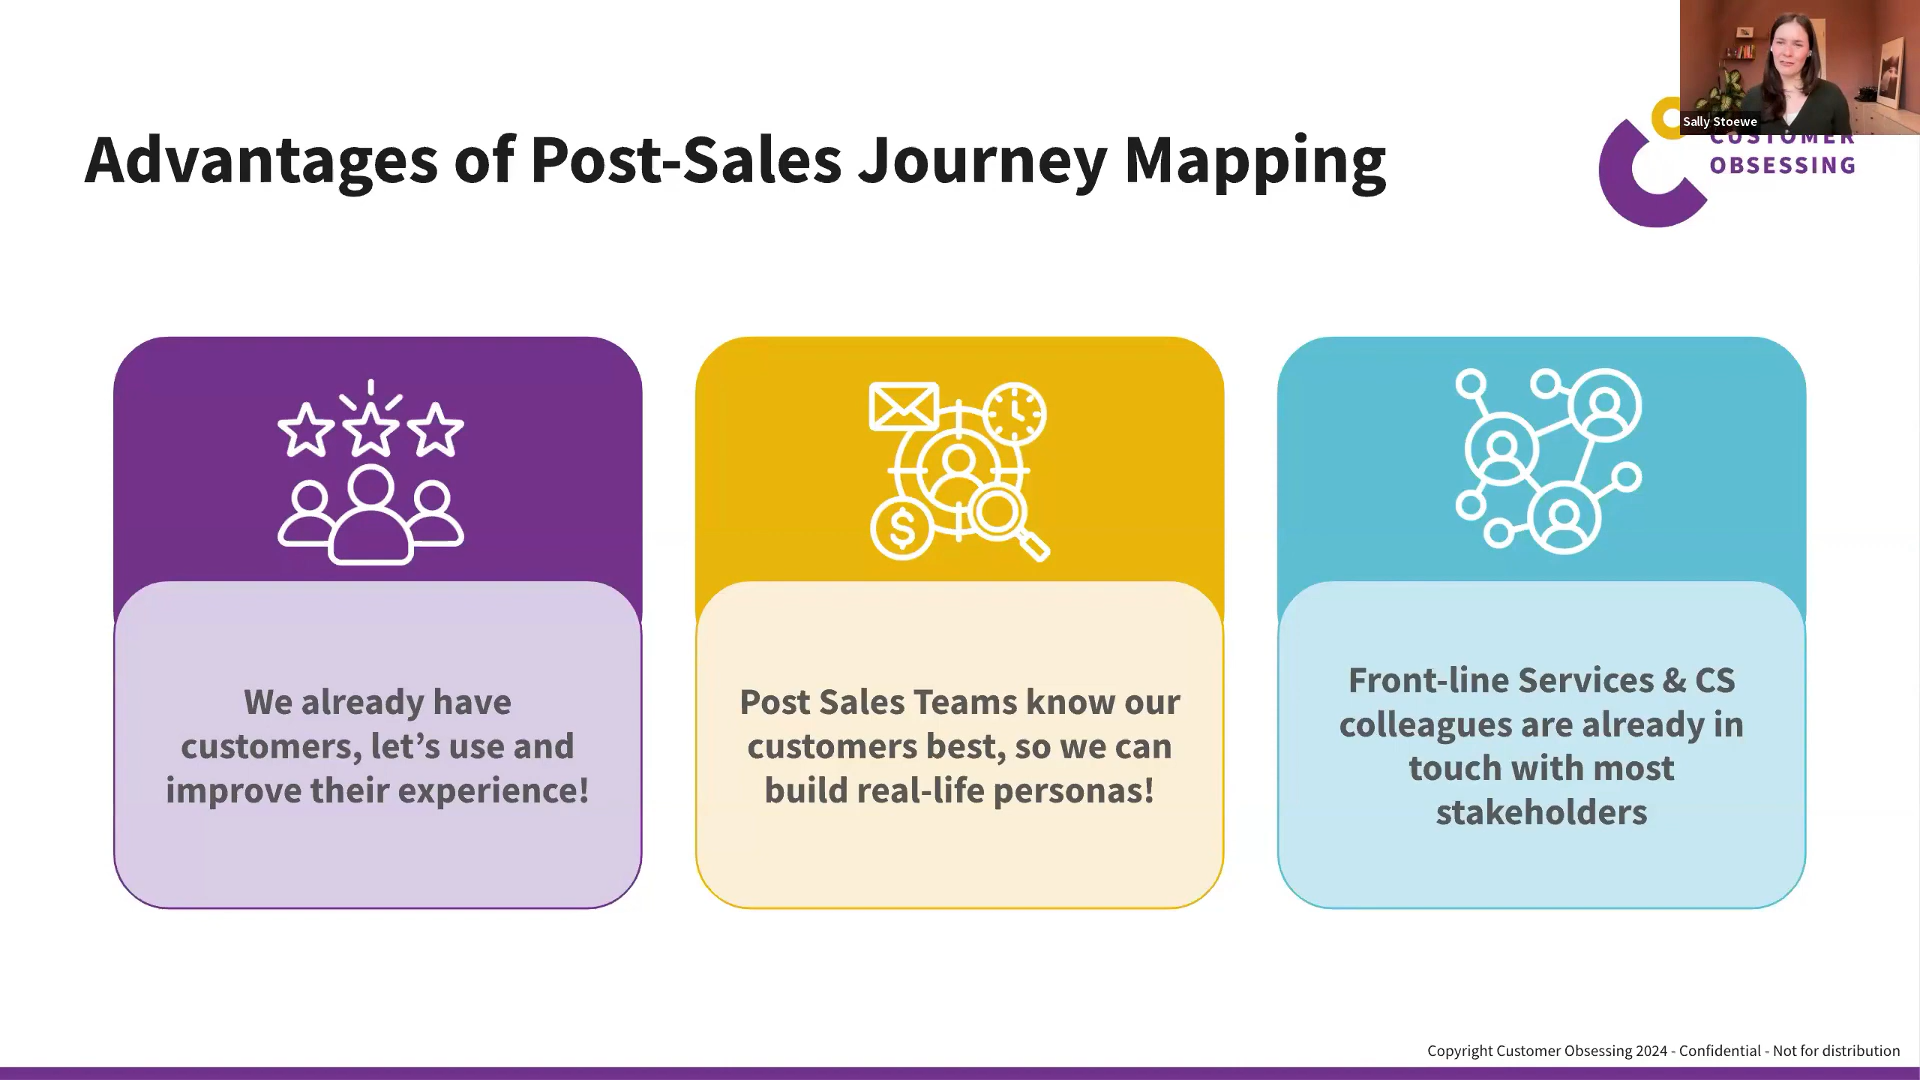 Sally Stoewe
CUSTOMER
OBSESSING
Advantages of Post-Sales Journey Mapping
$
We already have
customers, let’s use and
improve their experience!
Post Sales Teams know our
customers best, so we can
build real-life personas!
Front-line Services & CS
colleagues are already in
touch with most
stakeholders
Copyright Customer Obsessing 2024 - Confidential - Not for distribution